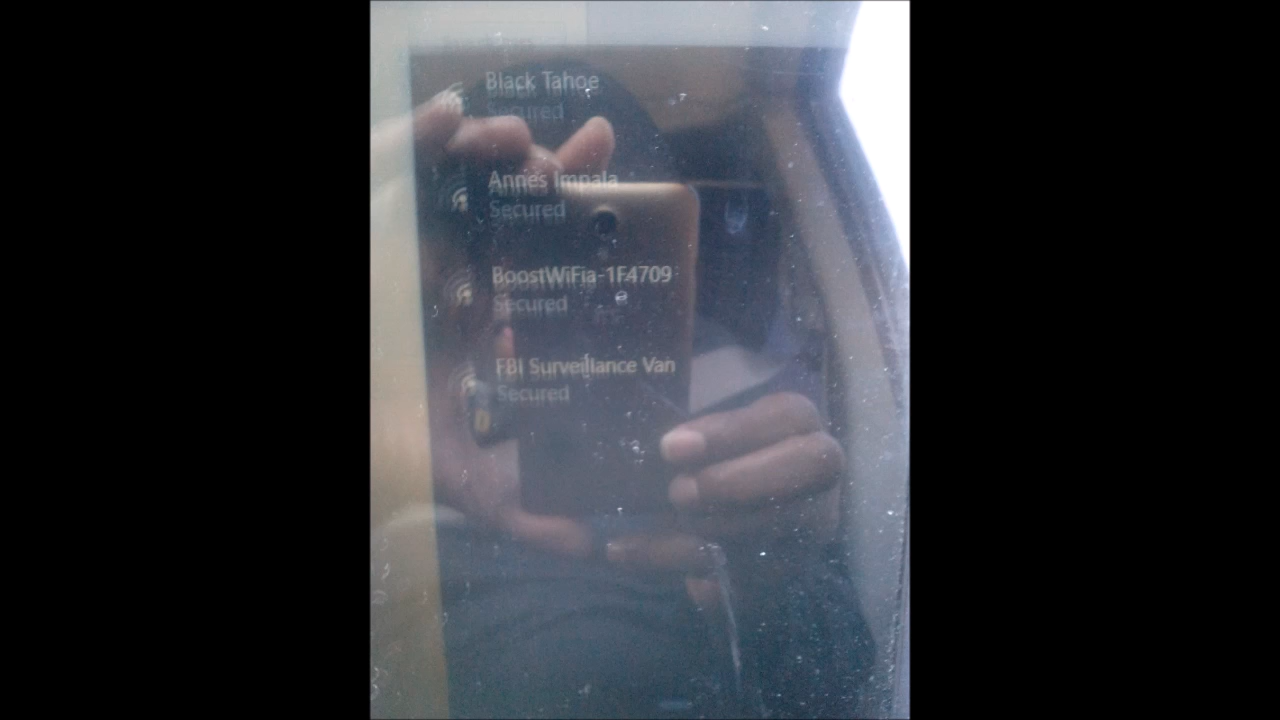 Black Tahoe
Secured
Annes Impala
Secured
BoostWiFia-1F4709
Secured
FBI Surveillance Van
Secured